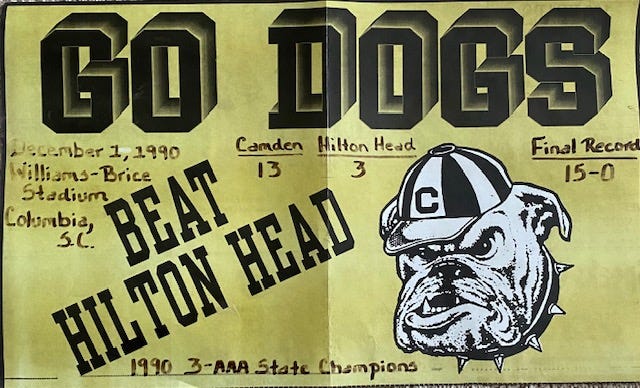 GO DOGS
December 1, 1990
Williams-Brice
Stadium
Columbia,
S.C.
Camden Hilton Head
13 3
Final Record
15-0
BEAT
HILTON HEAD
C
1990 3-AAA State Champions